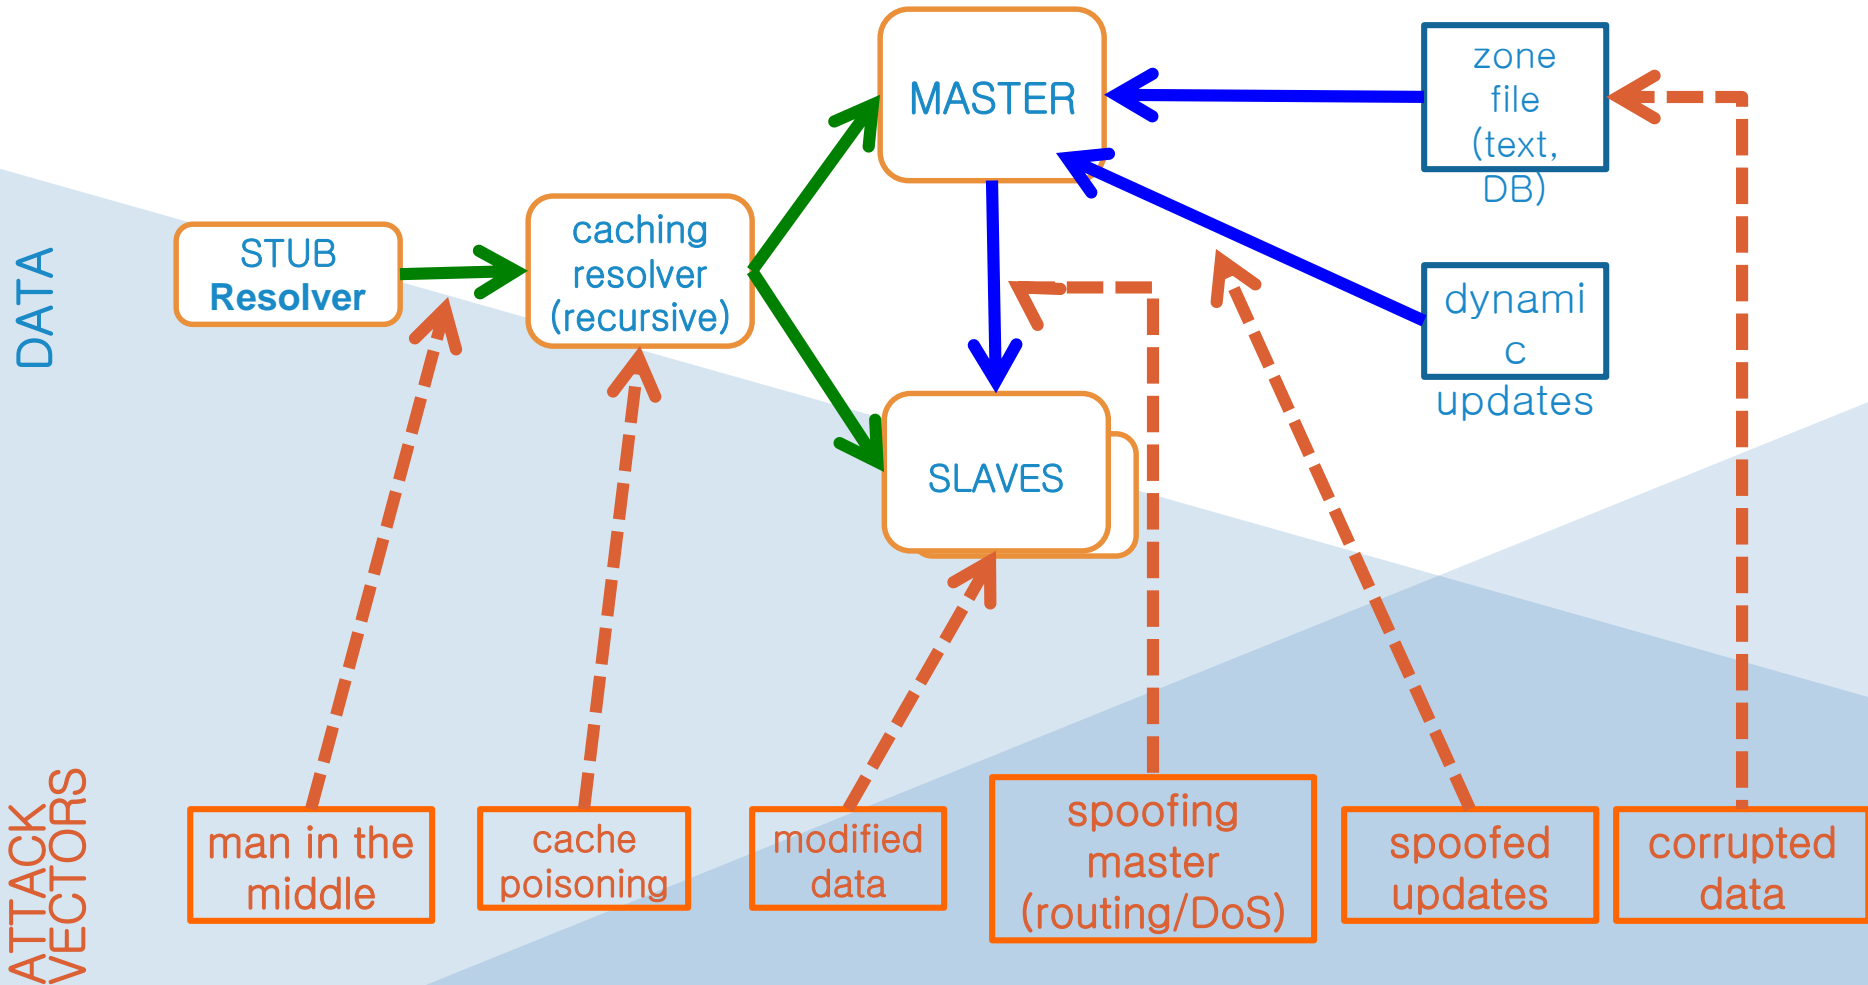 MASTER
zone
file
(text,
DB)
DATA
STUB
Resolver
caching
resolver
(recursive)
dynami
c
updates
SLAVES
ATTACK
VECTORS
man in the
middle
cache
poisoning
modified
data
spoofing
master
(routing/DoS)
spoofed
updates
corrupted
data